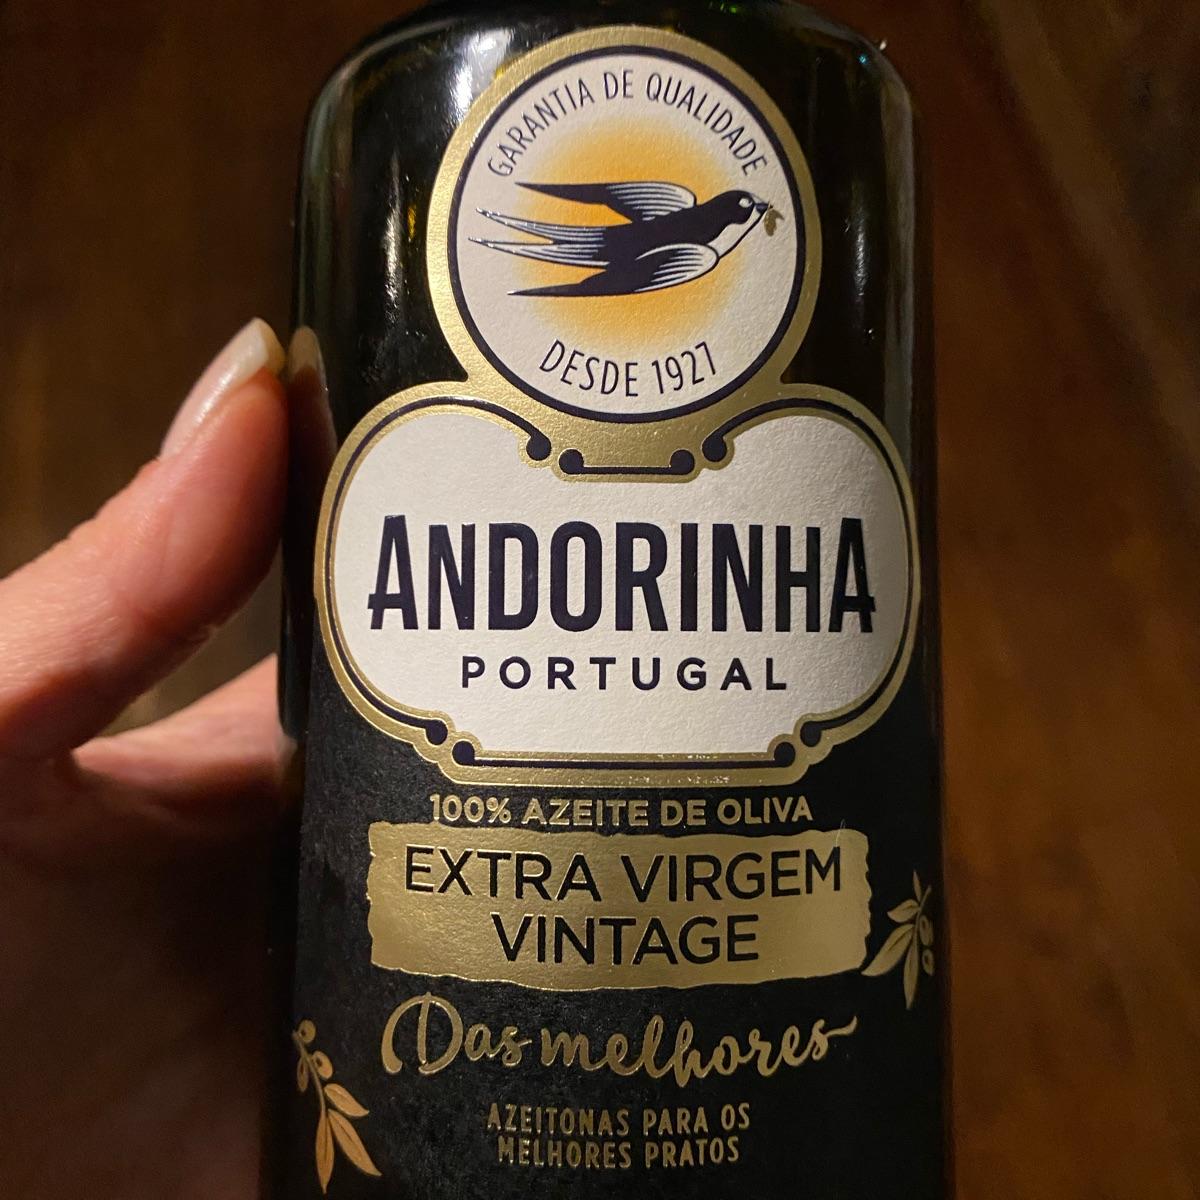 GARANTIA DE QUALIDADE
DESDE 1927
ANDORINHA
PORTUGAL
100% AZEITE DE OLIVA
EXTRA VIRGEM
VINTAGE
Das melhores
AZEITONAS PARA OS
MELHORES PRATOS